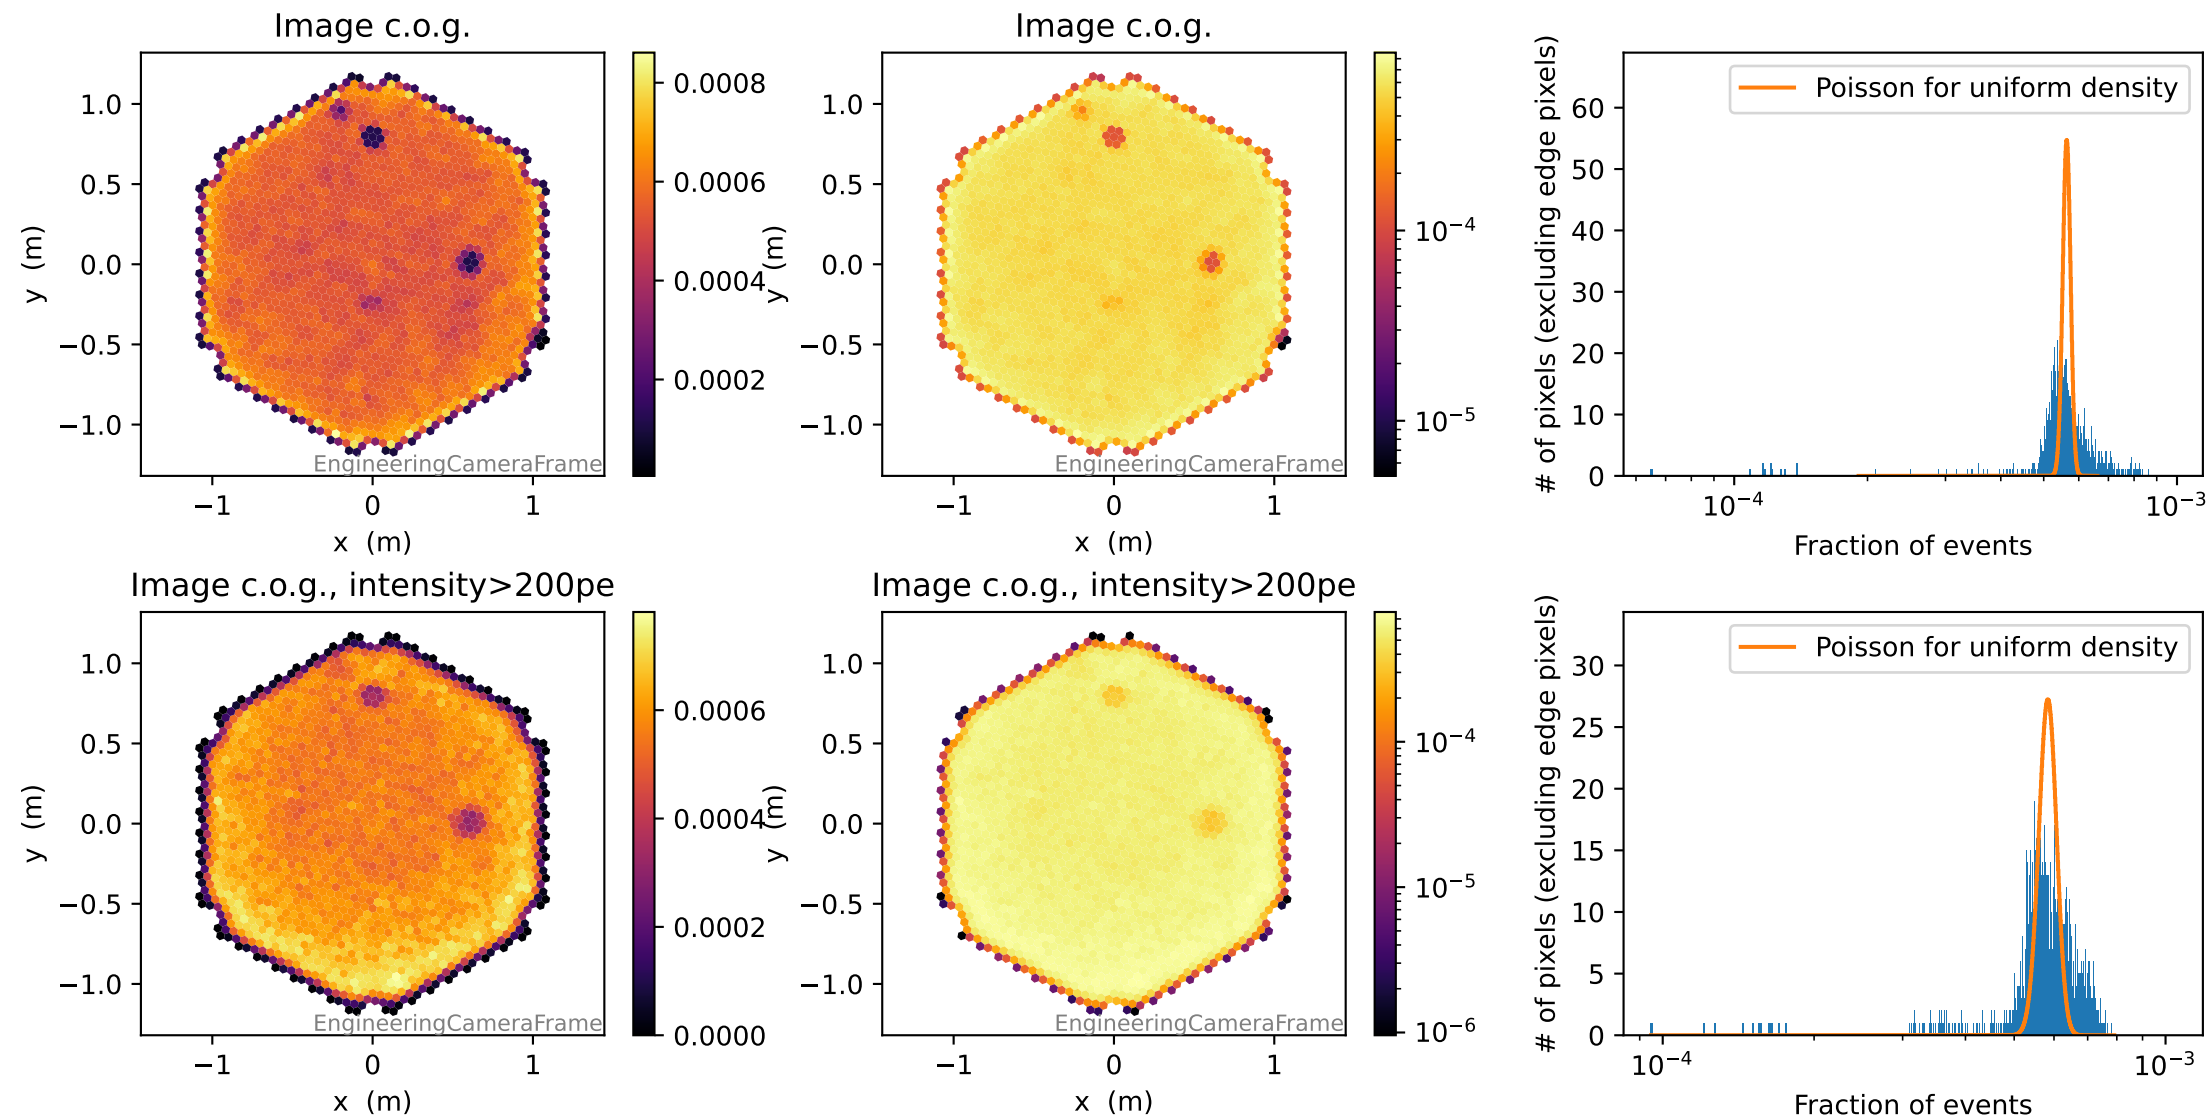 Image c.o.g.
1.0
0.5
0.0
−0.5
−1.0
y (m)
−1
0
1
x (m)
EngineeringCameraFrame
0.0008
0.0006
0.0004
0.0002
Image c.o.g.
1.0
0.5
0.0
−0.5
−1.0
y (m)
−1
0
1
x (m)
EngineeringCameraFrame
10−4
10−5
# of pixels (excluding edge pixels)
60
50
40
30
20
10
0
Poisson for uniform density
10−4
10−3
Fraction of events
Image c.o.g., intensity>200pe
1.0
0.5
0.0
−0.5
−1.0
y (m)
−1
0
1
x (m)
EngineeringCameraFrame
0.0006
0.0004
0.0002
0.0000
Image c.o.g., intensity>200pe
1.0
0.5
0.0
−0.5
−1.0
y (m)
−1
0
1
x (m)
EngineeringCameraFrame
10−4
10−5
10−6
# of pixels (excluding edge pixels)
30
25
20
15
10
5
0
Poisson for uniform density
10−4
10−3
Fraction of events